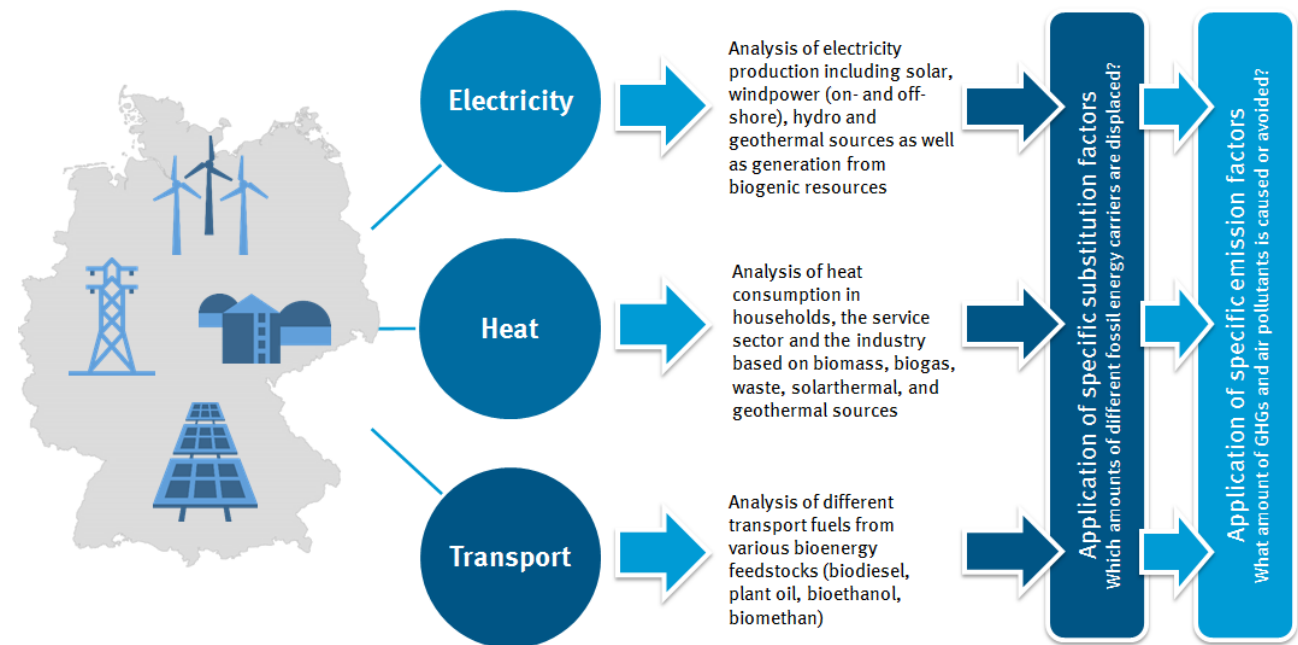 Electricity
Analysis of electricity
production including solar,
windpower (on- and off-
shore), hydro and
geothermal sources as well
as generation from
biogenic resources
Heat
Analysis of heat
consumption in
households, the service
sector and the industry
based on biomass, biogas,
waste, solarthermal, and
geothermal sources
Transport
Analysis of different
transport fuels from
various bioenergy
feedstocks (biodiesel,
plant oil, bioethanol,
biomethan)
Application of specific substitution factors
Which amounts of different fossil energy carriers are displaced?
Application of specific emission factors
What amount of GHGs and air pollutants is caused or avoided?